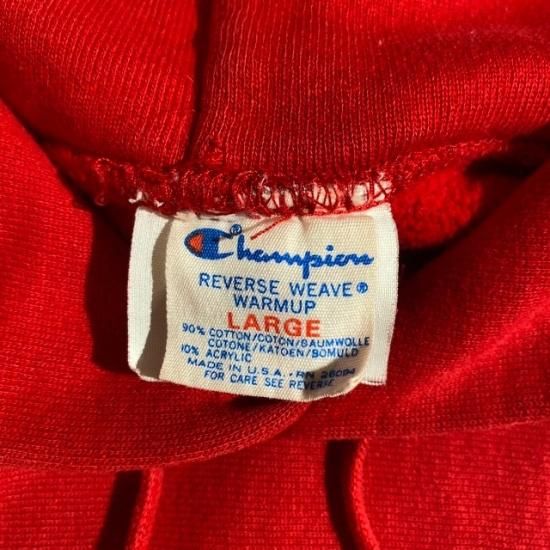 Champion®
REVERSE WEAVE®
WARMUP
LARGE
90% COTTON/COTON/BAUMWOLLE
COTONE/KATOEN/BOMULD
10% ACRYLIC
MADE IN U.S.A.-RN 26094
FOR CARE SEE REVERSE